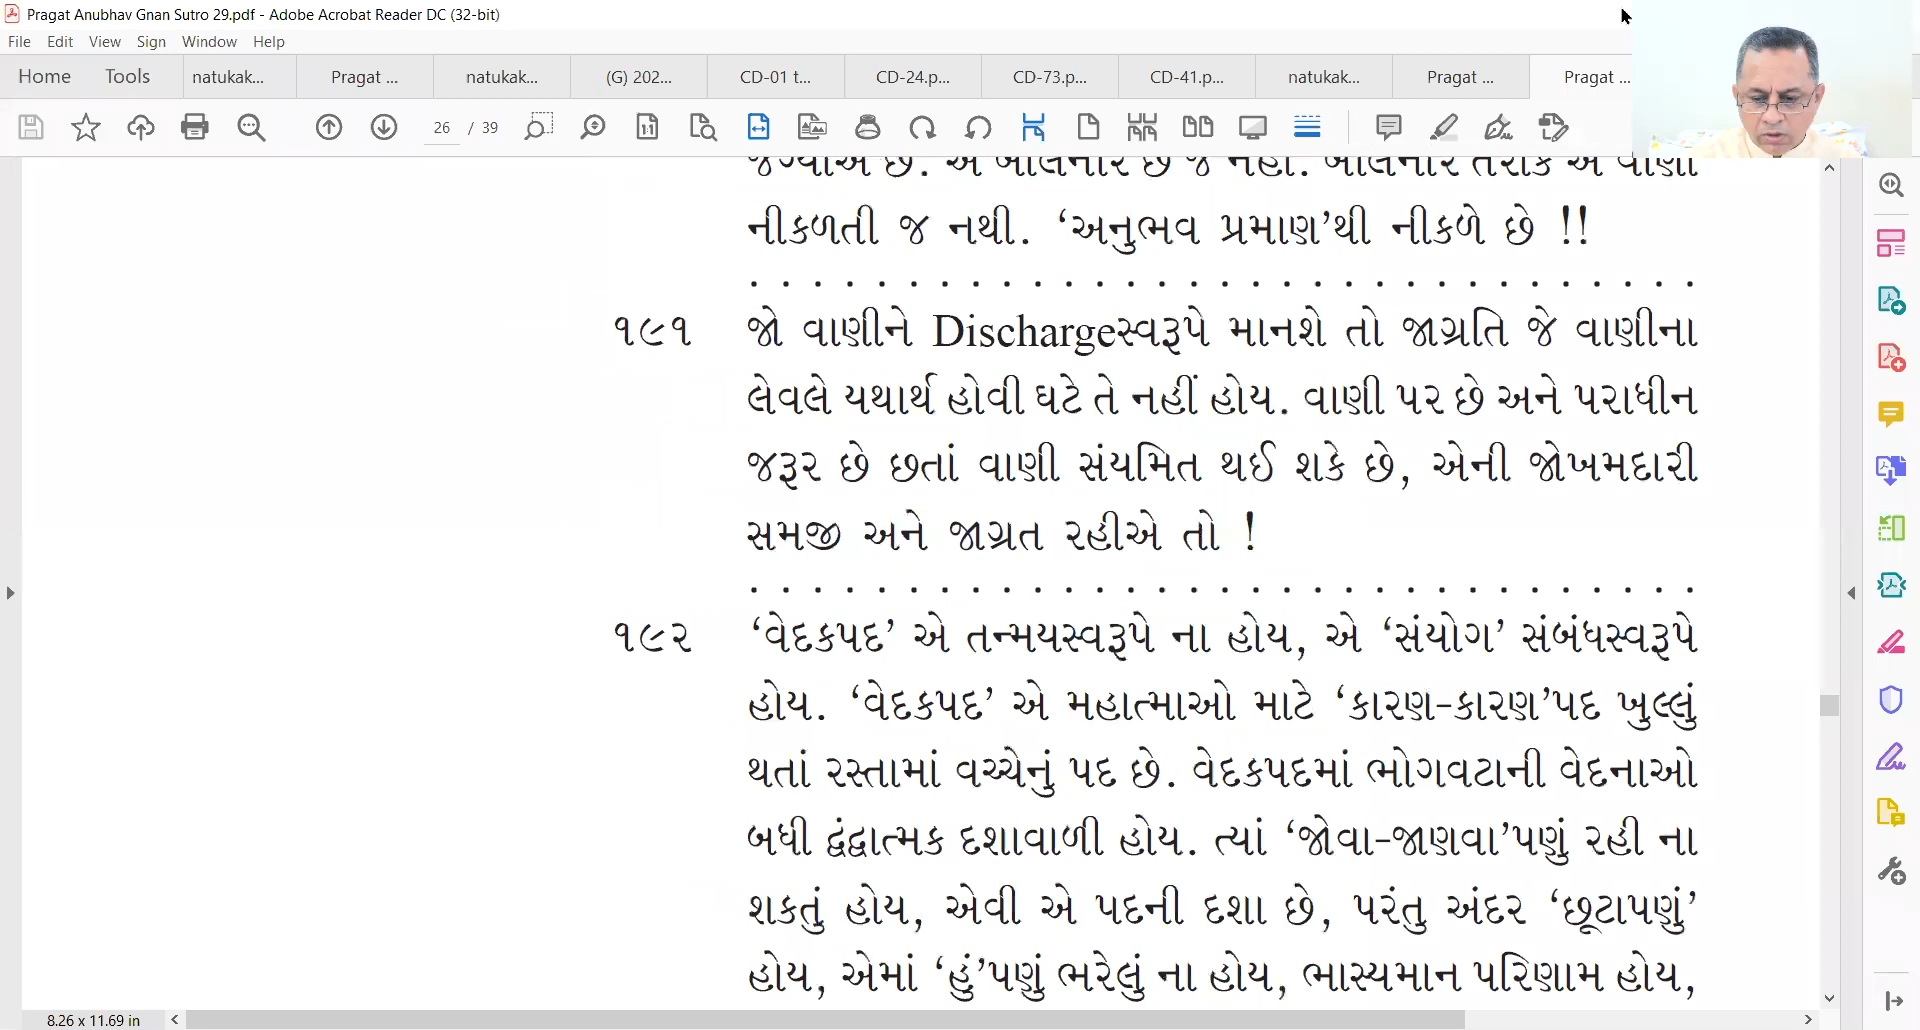 Pragat Anubhav Gnan Sutro 29.pdf - Adobe Acrobat Reader DC (32-bit)
File Edit View Sign Window Help
Home Tools natukak... Pragat ... natukak... (G) 202... CD-01 t... CD-24.p... CD-73.p... CD-41.p... natukak... Pragat ... Pragat ...
26 / 39
જગ્યાએ છે. એ બોલનાર છે જ નહીં. બોલનાર તરીકે એ વાણી
નીકળતી જ નથી. ‘અનુભવ પ્રમાણ’થી નીકળે છે !!
૧૯૧ જો વાણીને Dischargeસ્વરૂપે માનશે તો જાગ્રતિ જે વાણીના
લેવલે યથાર્થ હોવી ઘટે તે નહીં હોય. વાણી પર છે અને પરાધીન
જરૂર છે છતાં વાણી સંયમિત થઈ શકે છે, એની જોખમદારી
સમજી અને જાગ્રત રહીએ તો !
૧૯૨ ‘વેદકપદ’ એ તન્મયસ્વરૂપે ના હોય, એ ‘સંયોગ’ સંબંધસ્વરૂપે
હોય. ‘વેદકપદ’ એ મહાત્માઓ માટે ‘કારણ-કારણ’પદ ખુલ્લું
થતાં રસ્તામાં વચ્ચેનું પદ છે. વેદકપદમાં ભોગવટાની વેદનાઓ
બધી દ્વંદ્વાત્મક દશાવાળી હોય. ત્યાં ‘જોવા-જાણવા’પણું રહી ના
શકતું હોય, એવી એ પદની દશા છે, પરંતુ અંદર ‘છૂટાપણું’
હોય, એમાં ‘હું’પણું ભરેલું ના હોય, ભાસ્યમાન પરિણામ હોય,
8.26 x 11.69 in